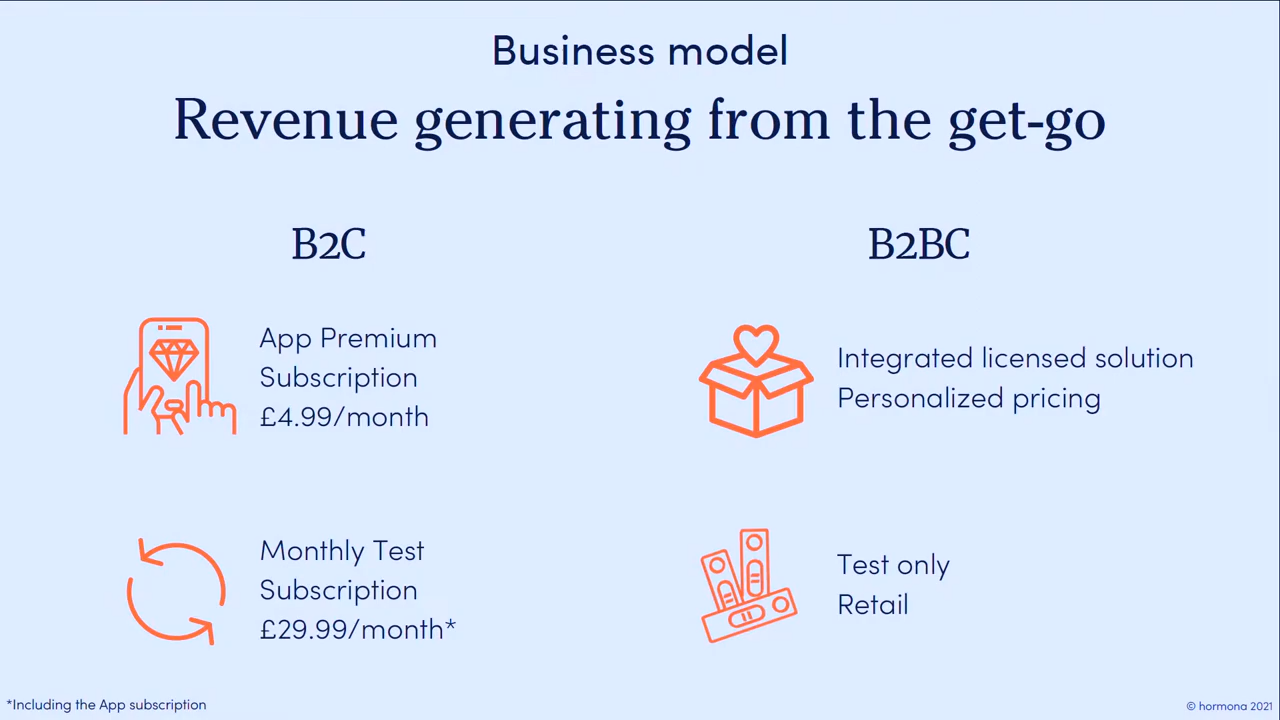 Business model
Revenue generating from the get-go
B2C
App Premium
Subscription
£4.99/month
Monthly Test
Subscription
£29.99/month*
B2BC
Integrated licensed solution
Personalized pricing
Test only
Retail
*Including the App subscription
© hormona 2021